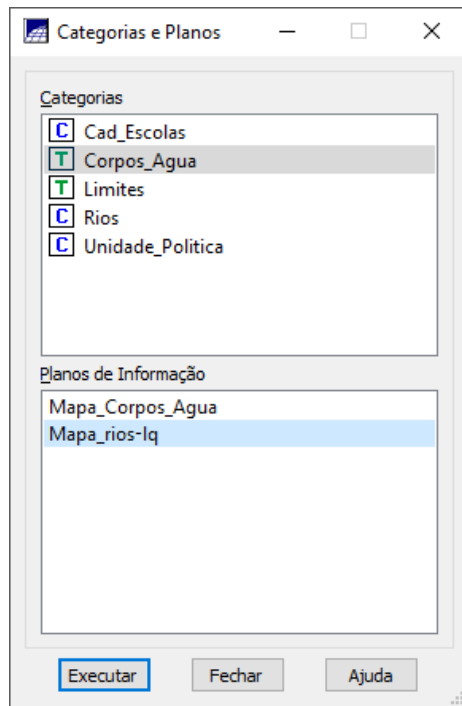 Categorias e Planos
Categorias
C Cad_Escolas
T Corpos_Agua
T Limites
C Rios
C Unidade_Politica
Planos de Informação
Mapa_Corpos_Agua
Mapa_rios-lq
Executar Fechar Ajuda